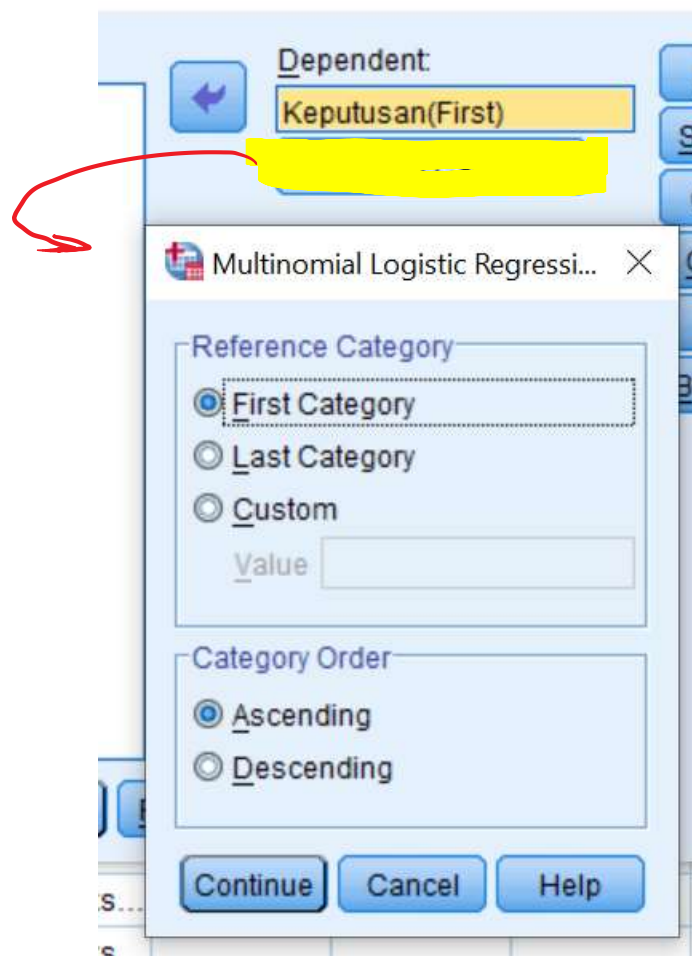 Dependent:
Keputusan(First)
Multinomial Logistic Regressi...
Reference Category
First Category
Last Category
Custom
Value
Category Order
Ascending
Descending
Continue Cancel Help